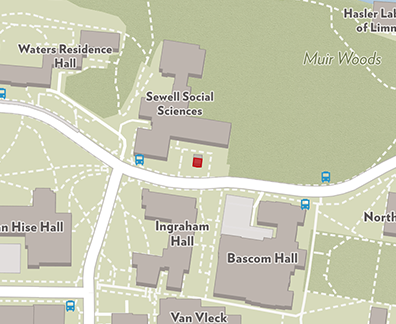 Hasler La
of Limn
Waters Residence
Hall
Muir Woods
Sewell Social
Sciences
n Hise Hall
Ingraham
Hall
North
Bascom Hall
Van Vleck